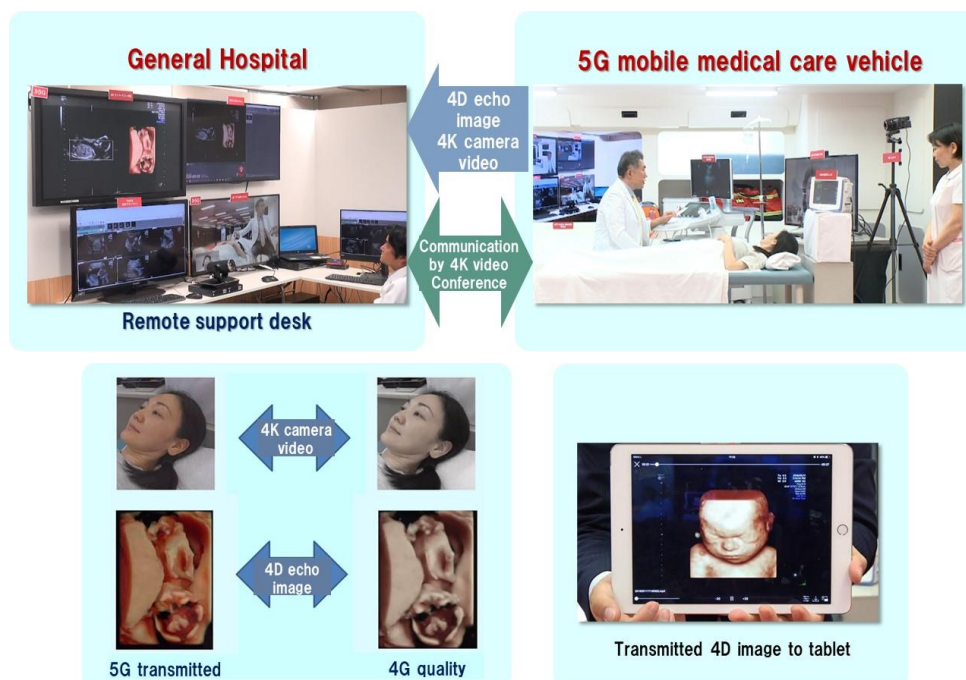 General Hospital
5G mobile medical care vehicle
4D echo
image
4K camera
video
Communication
by 4K video
Conference
Remote support desk
4K camera
video
4D echo
image
5G transmitted
4G quality
Transmitted 4D image to tablet